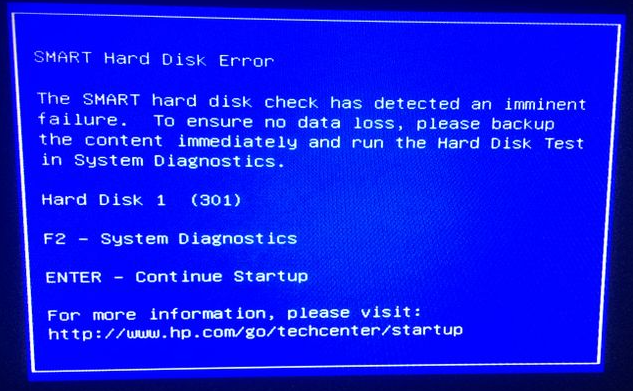 SMART Hard Disk Error
The SMART hard disk check has detected an imminent
failure.  To ensure no data loss, please backup
the content immediately and run the Hard Disk Test
in System Diagnostics.
Hard Disk 1  (301)
F2 - System Diagnostics
ENTER - Continue Startup
For more information, please visit:
http://www.hp.com/go/techcenter/startup